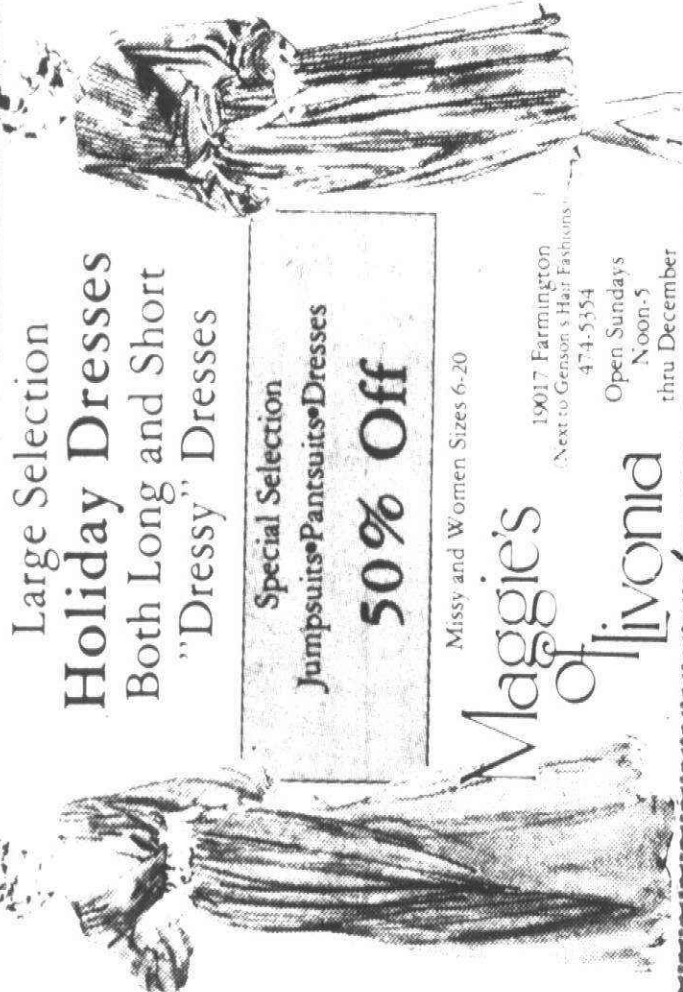 Large Selection
Holiday Dresses
Both Long and Short
"Dressy" Dresses
Special Selection
Jumpsuits•Pantsuits•Dresses
50% Off
Missy and Women Sizes 6-20
Maggie's
of Livonia
19017 Farmington
Next to Genson's Hair Fashions
474-5354
Open Sundays
Noon-5
thru December